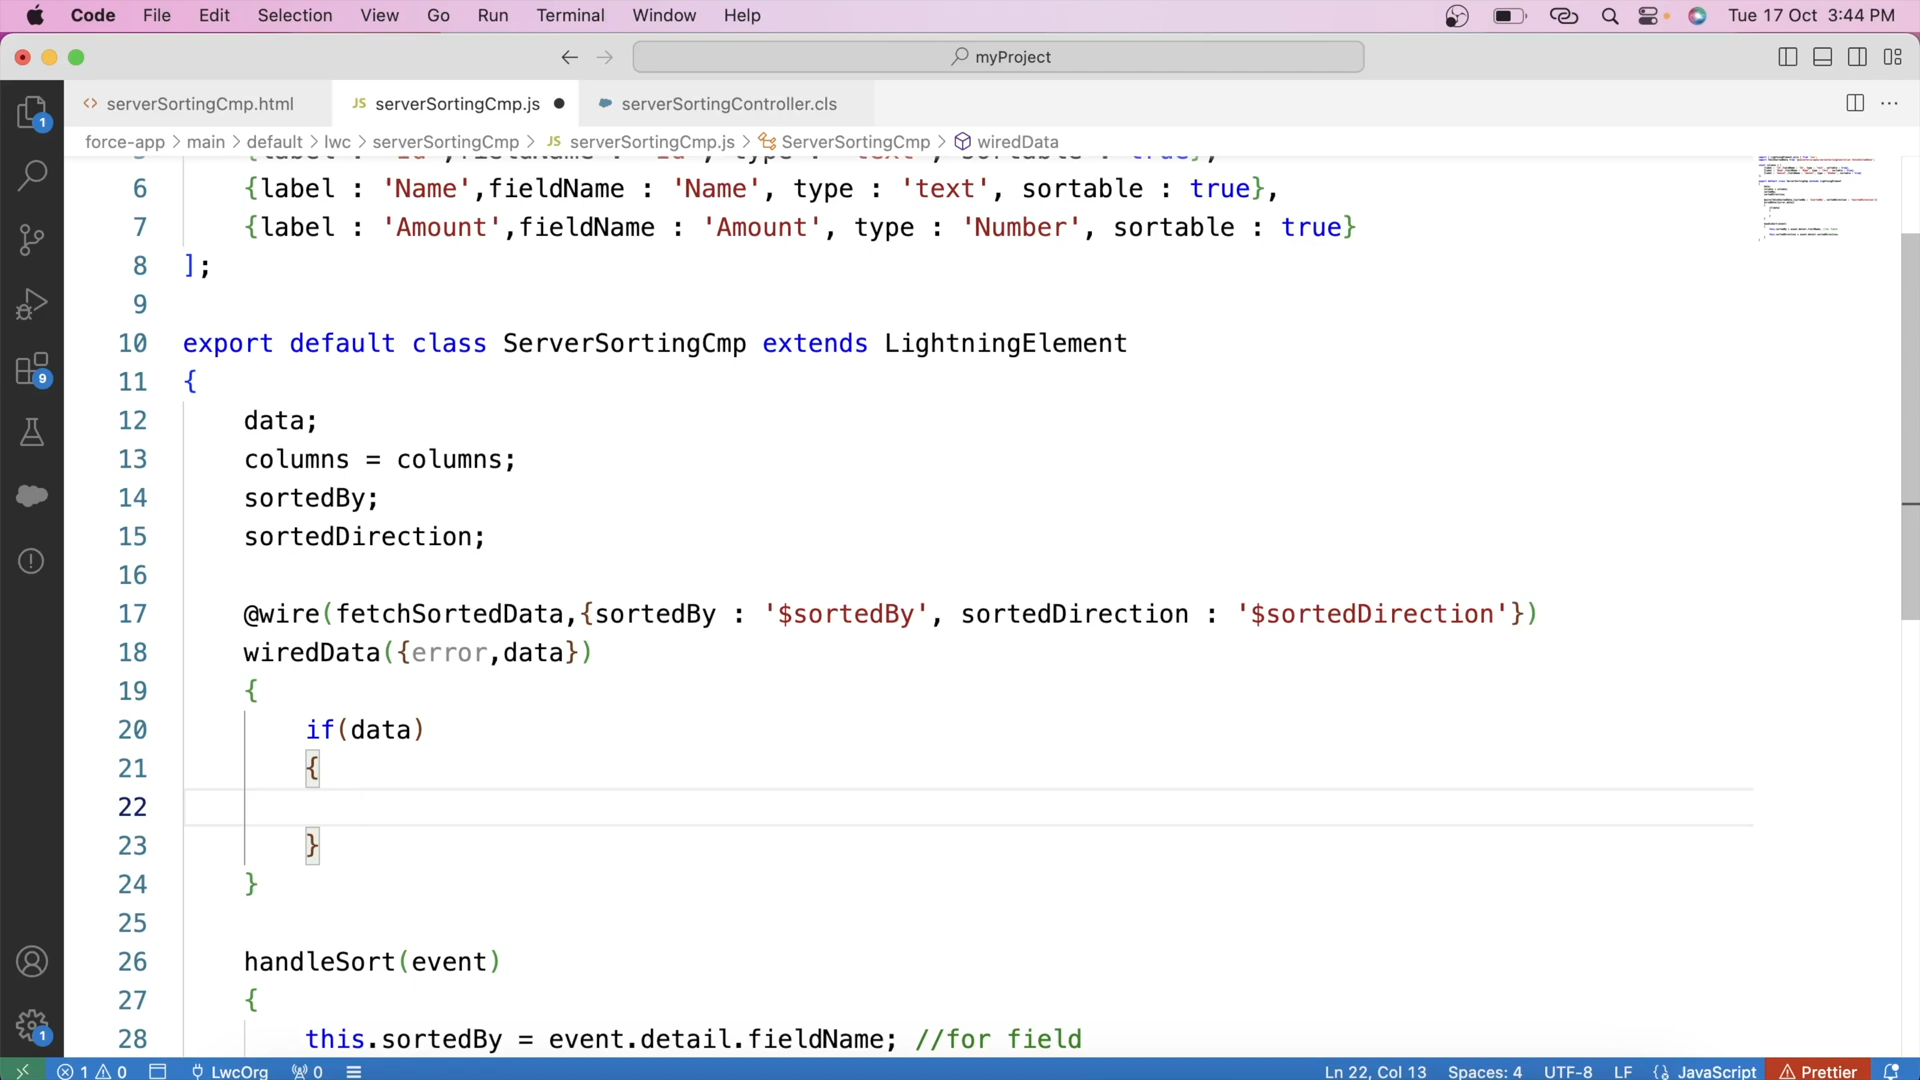 Code File Edit Selection View Go Run Terminal Window Help Tue 17 Oct 3:44 PM
myProject
serverSortingCmp.html JS serverSortingCmp.js serverSortingController.cls
force-app > main > default > lwc > serverSortingCmp > JS serverSortingCmp.js > ServerSortingCmp > wiredData
6 {label : 'Name',fieldName : 'Name', type : 'text', sortable : true},
7 {label : 'Amount',fieldName : 'Amount', type : 'Number', sortable : true}
8 ];
9
10 export default class ServerSortingCmp extends LightningElement
11 {
12 data;
13 columns = columns;
14 sortedBy;
15 sortedDirection;
16
17 @wire(fetchSortedData,{sortedBy : '$sortedBy', sortedDirection : '$sortedDirection'})
18 wiredData({error,data})
19 {
20 if(data)
21 {
22
23 }
24 }
25
26 handleSort(event)
27 {
28 this.sortedBy = event.detail.fieldName; //for field
1
9
1
1 0 LwcOrg 0 Ln 22, Col 13 Spaces: 4 UTF-8 LF {} JavaScript Prettier